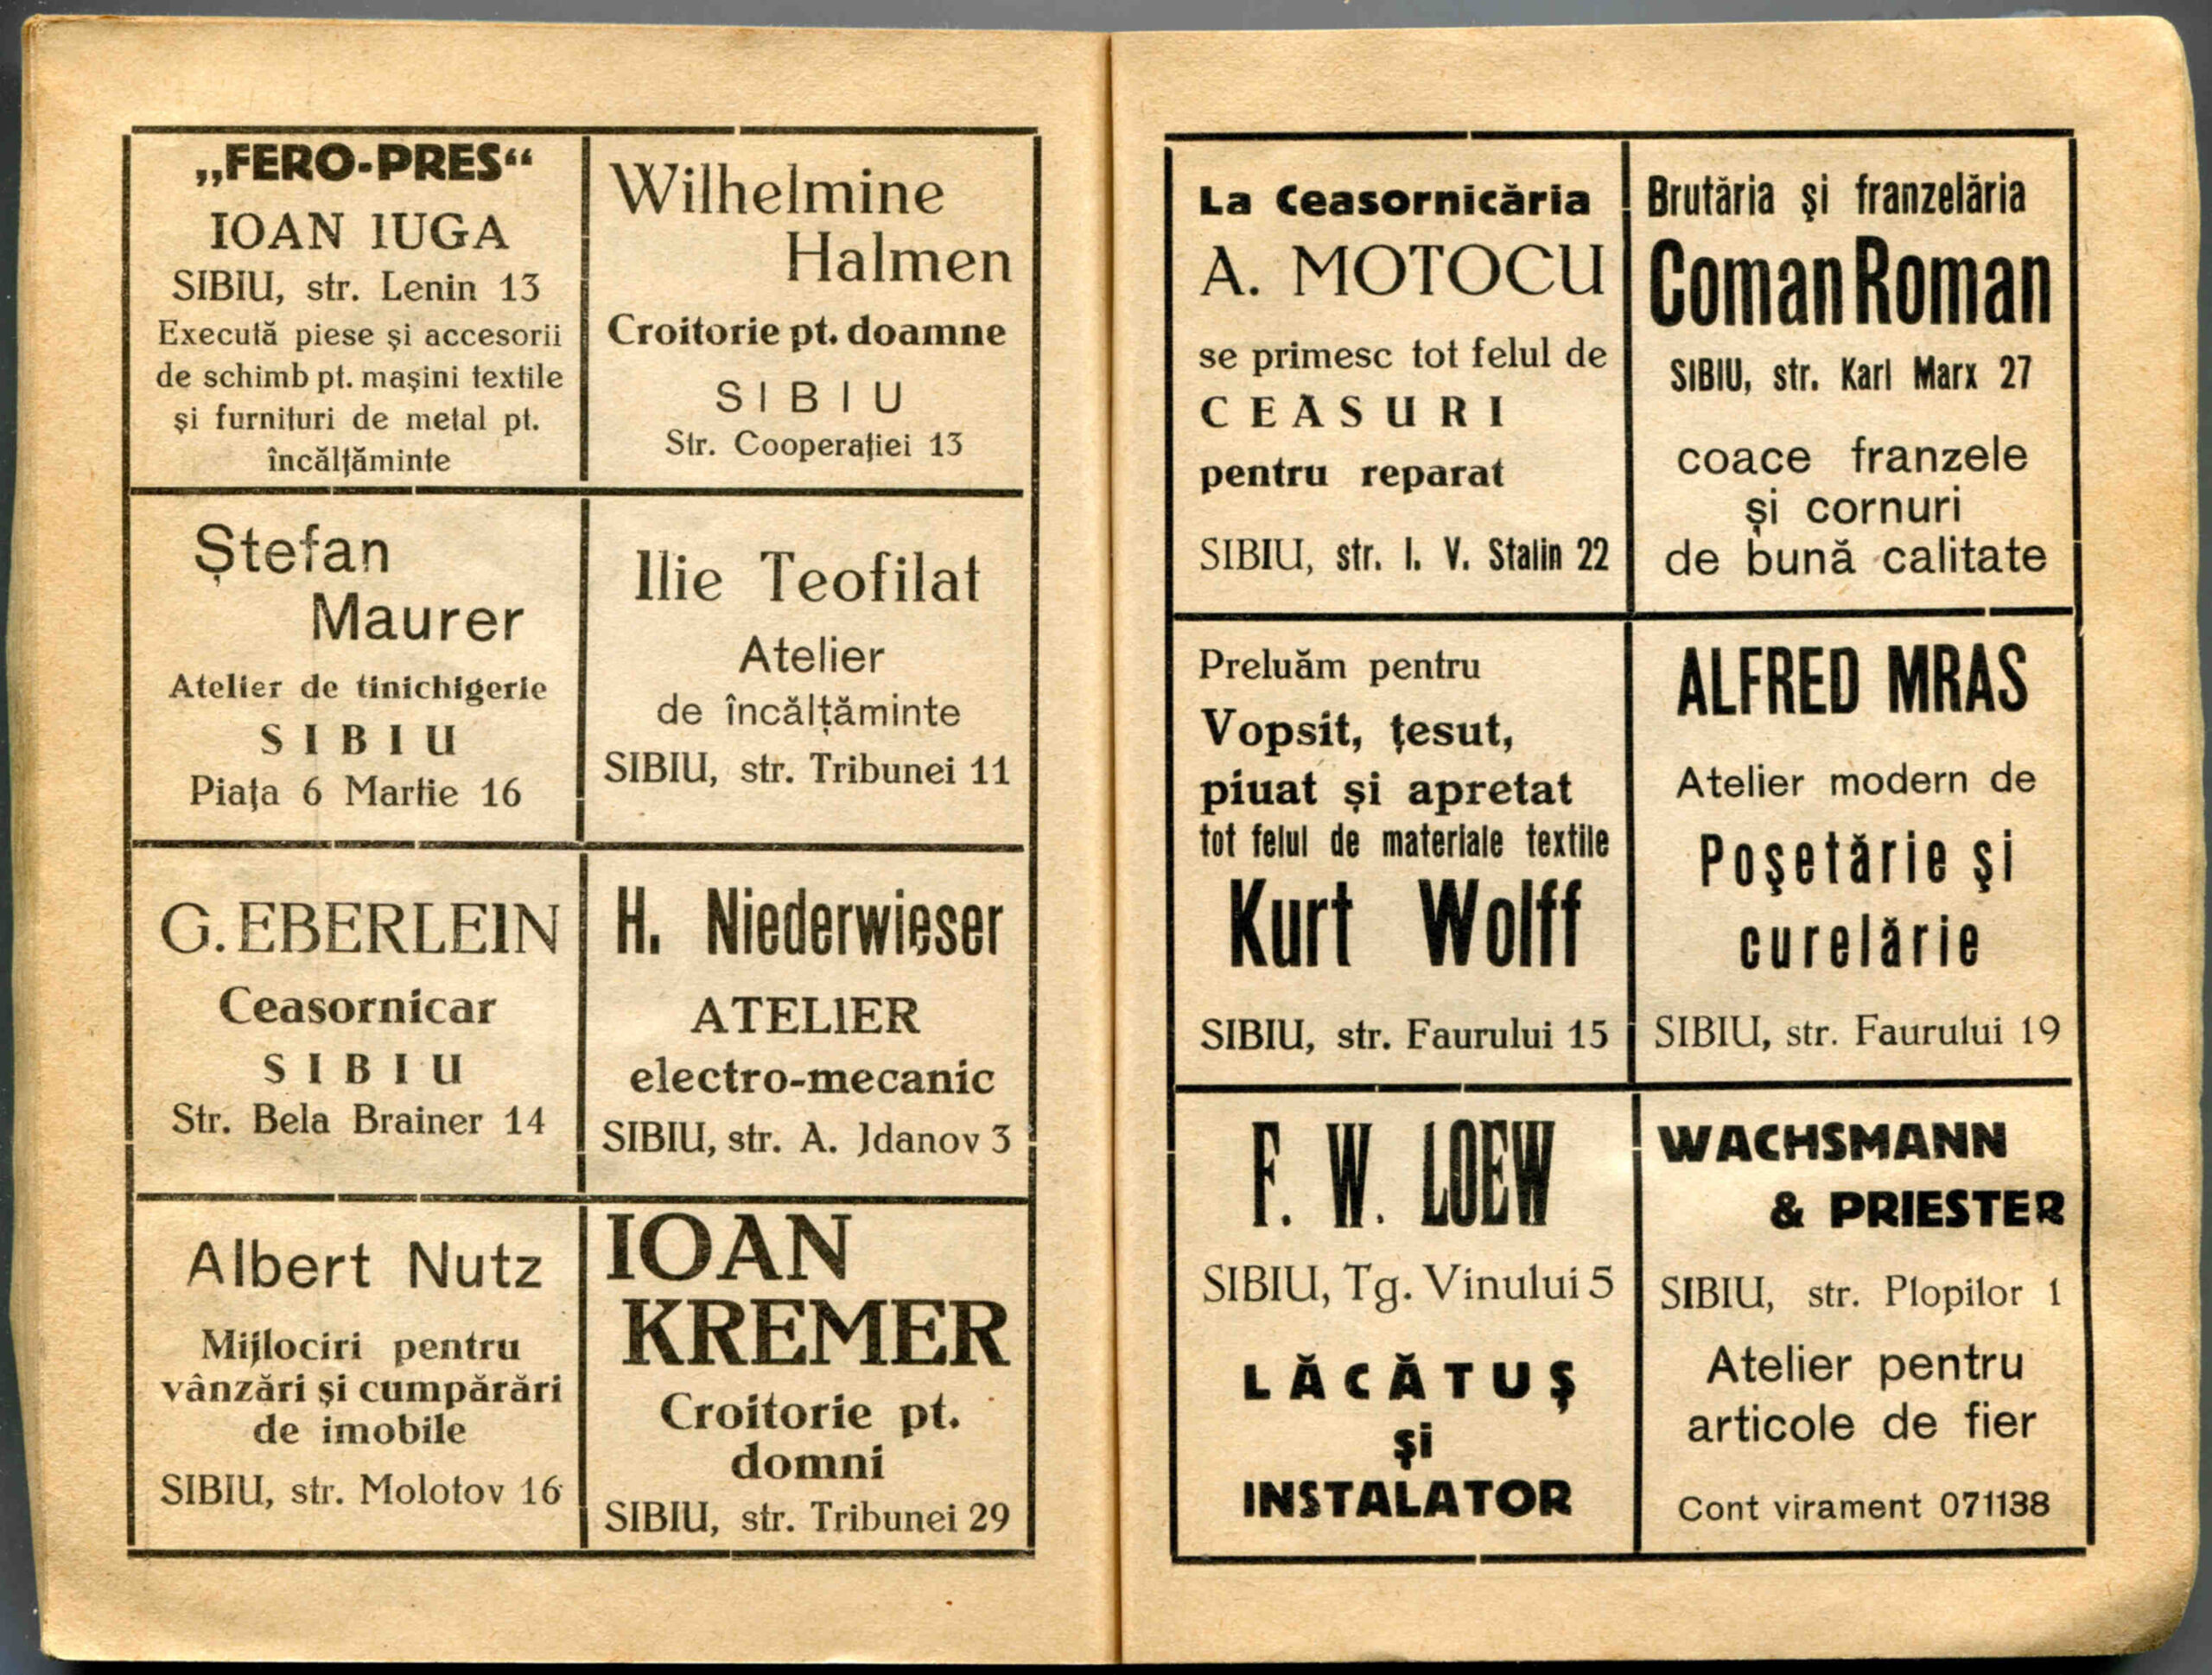 „FERO-PRES“
IOAN IUGA
SIBIU, str. Lenin 13
Execută piese și accesorii
de schimb pt. mașini textile
și furnituri de metal pt.
încălțăminte
Wilhelmine
Halmen
Croitorie pt. doamne
SIBIU
Str. Cooperației 13
Ștefan
Maurer
Atelier de tinichigerie
SIBIU
Piața 6 Martie 16
Ilie Teofilat
Atelier
de încălțăminte
SIBIU, str. Tribunei 11
G. EBERLEIN
Ceasornicar
SIBIU
Str. Bela Brainer 14
H. Niederwieser
ATELIER
electro-mecanic
SIBIU, str. A. Jdanov 3
Albert Nutz
Mijlociri pentru
vânzări și cumpărări
de imobile
SIBIU, str. Molotov 16
IOAN
KREMER
Croitorie pt.
domni
SIBIU, str. Tribunei 29
La Ceasornicăria
A. MOTOCU
se primesc tot felul de
CEASURI
pentru reparat
SIBIU, str. I. V. Stalin 22
Brutăria și franzelăria
Coman Roman
SIBIU, str. Karl Marx 27
coace franzele
și cornuri
de bună calitate
Preluăm pentru
Vopsit, țesut,
piuat și apretat
tot felul de materiale textile
Kurt Wolff
SIBIU, str. Faurului 15
ALFRED MRAS
Atelier modern de
Poșetărie și
curelărie
SIBIU, str. Faurului 19
F. W. LOEW
SIBIU, Tg. Vinului 5
LĂCĂTUȘ
și
INSTALATOR
WACHSMANN
& PRIESTER
SIBIU, str. Plopilor 1
Atelier pentru
articole de fier
Cont virament 071138